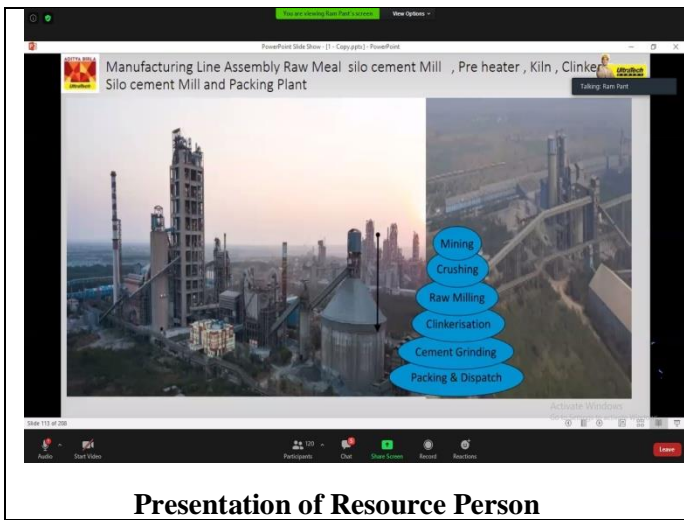 You are viewing Ram Pant's screen View Options
PowerPoint Slide Show - [1 - Copy.pptx] - PowerPoint
ADITYA BIRLA
UltraTech
Manufacturing Line Assembly Raw Meal silo cement Mill , Pre heater , Kiln , Clinker
Silo cement Mill and Packing Plant
UltraTech
Talking: Ram Pant
Mining
Crushing
Raw Milling
Clinkerisation
Cement Grinding
Packing & Dispatch
Activate Windows
Slide 113 of 208
120
Audio Start Video Participants Chat Share Screen Record Reactions Leave
Presentation of Resource Person